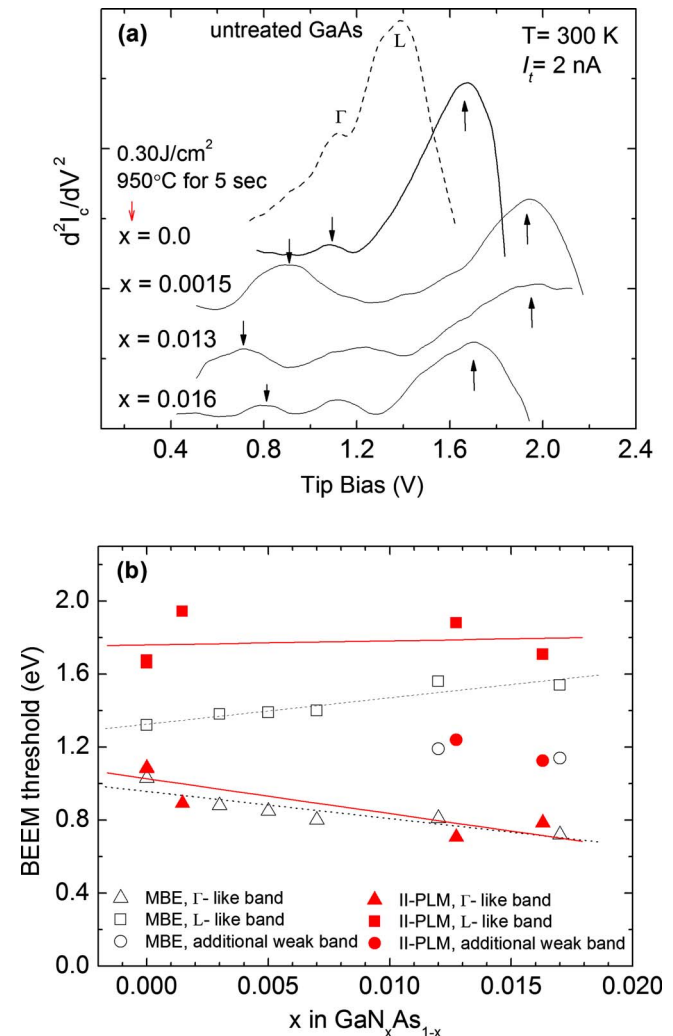 (a)
untreated GaAs
T= 300 K
I_t= 2 nA
L
Γ
0.30J/cm²
950°C for 5 sec
x = 0.0
x = 0.0015
x = 0.013
x = 0.016
d²I_c/dV²
0.4 0.8 1.2 1.6 2.0 2.4
Tip Bias (V)
(b)
2.0
1.6
1.2
0.8
0.4
0.0
BEEM threshold (eV)
MBE, Γ- like band
MBE, L- like band
MBE, additional weak band
II-PLM, Γ- like band
II-PLM, L- like band
II-PLM, additional weak band
0.000 0.005 0.010 0.015 0.020
x in GaNₓAs₁₋ₓ